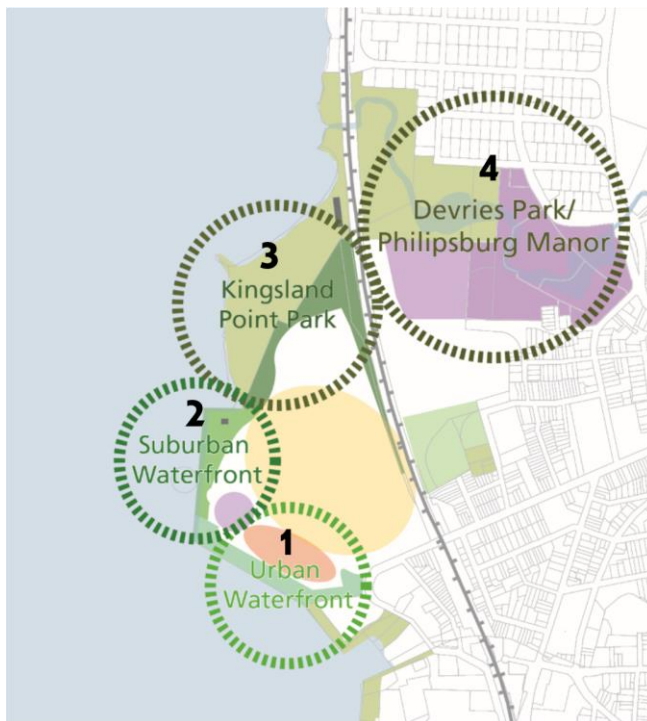 4
Devries Park/
Philipsburg Manor
3
Kingsland
Point Park
2
Suburban
Waterfront
1
Urban
Waterfront